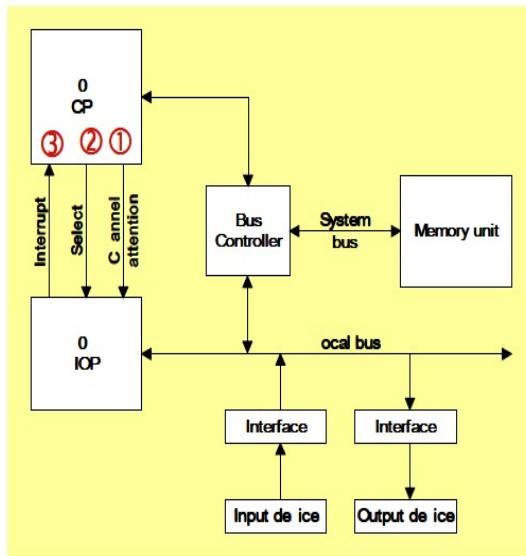 0
CP
③ ② ①
Interrupt
Select
C annel
attention
Bus
Controller
System
bus
Memory unit
0
IOP
ocal bus
Interface
Interface
Input de ice
Output de ice